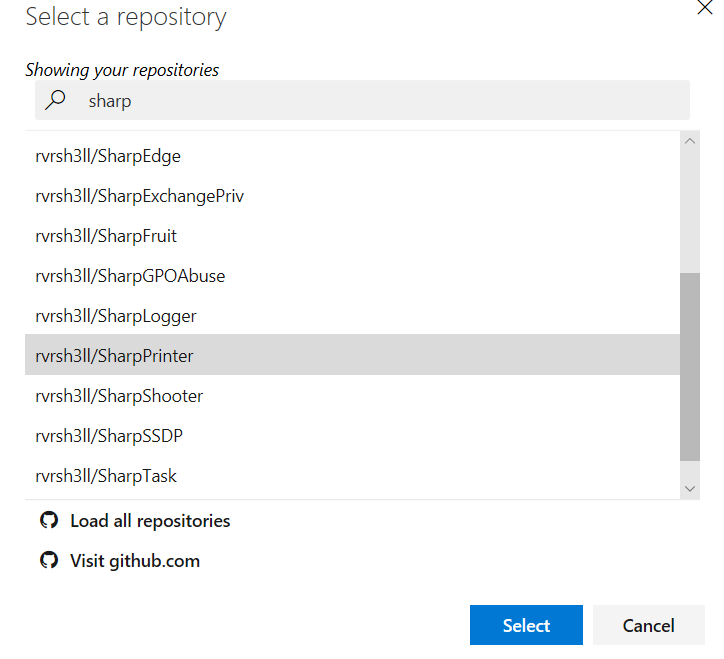 Select a repository
Showing your repositories
sharp
rvrsh3ll/SharpEdge
rvrsh3ll/SharpExchangePriv
rvrsh3ll/SharpFruit
rvrsh3ll/SharpGPOAbuse
rvrsh3ll/SharpLogger
rvrsh3ll/SharpPrinter
rvrsh3ll/SharpShooter
rvrsh3ll/SharpSSDP
rvrsh3ll/SharpTask
Load all repositories
Visit github.com
Select Cancel